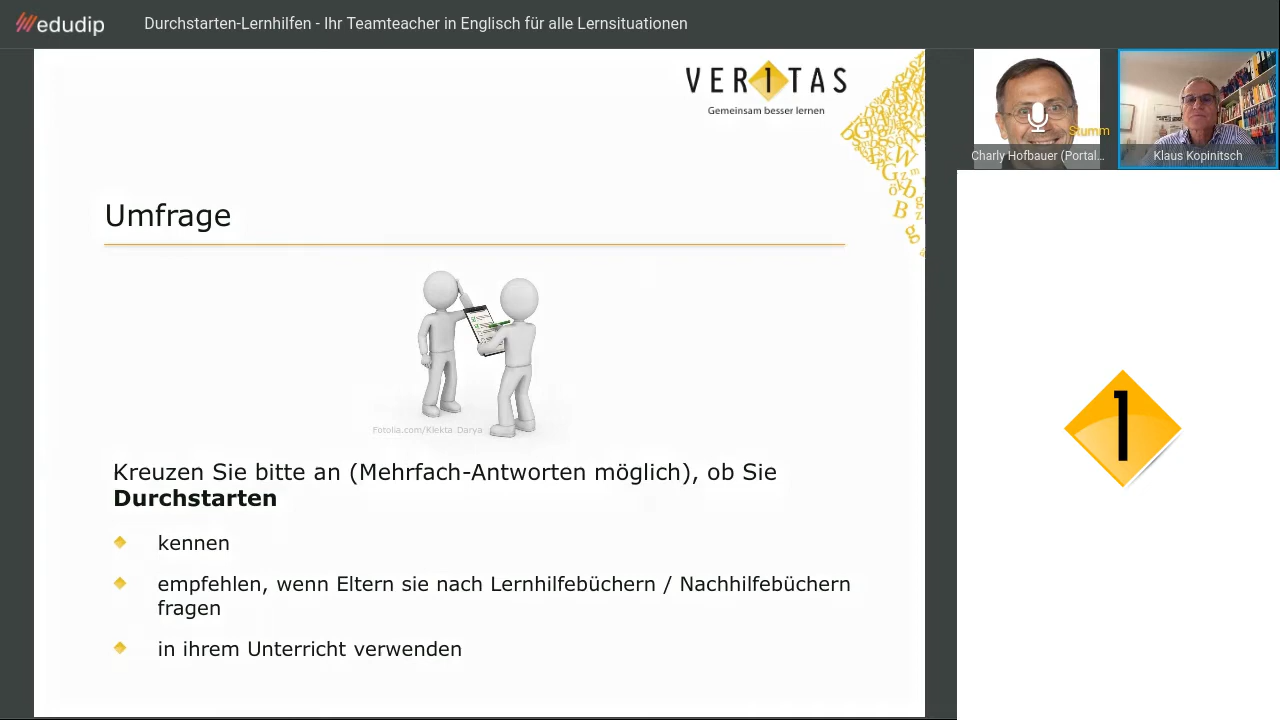 edudip
Durchstarten-Lernhilfen - Ihr Teamteacher in Englisch für alle Lernsituationen
VERITAS
Gemeinsam besser lernen
Stumm
Charly Hofbauer (Portal...
Klaus Kopinitsch
Umfrage
Fotolia.com/Klekta Darya
Kreuzen Sie bitte an (Mehrfach-Antworten möglich), ob Sie
Durchstarten
kennen
empfehlen, wenn Eltern sie nach Lernhilfebüchern / Nachhilfebüchern
fragen
in ihrem Unterricht verwenden
1